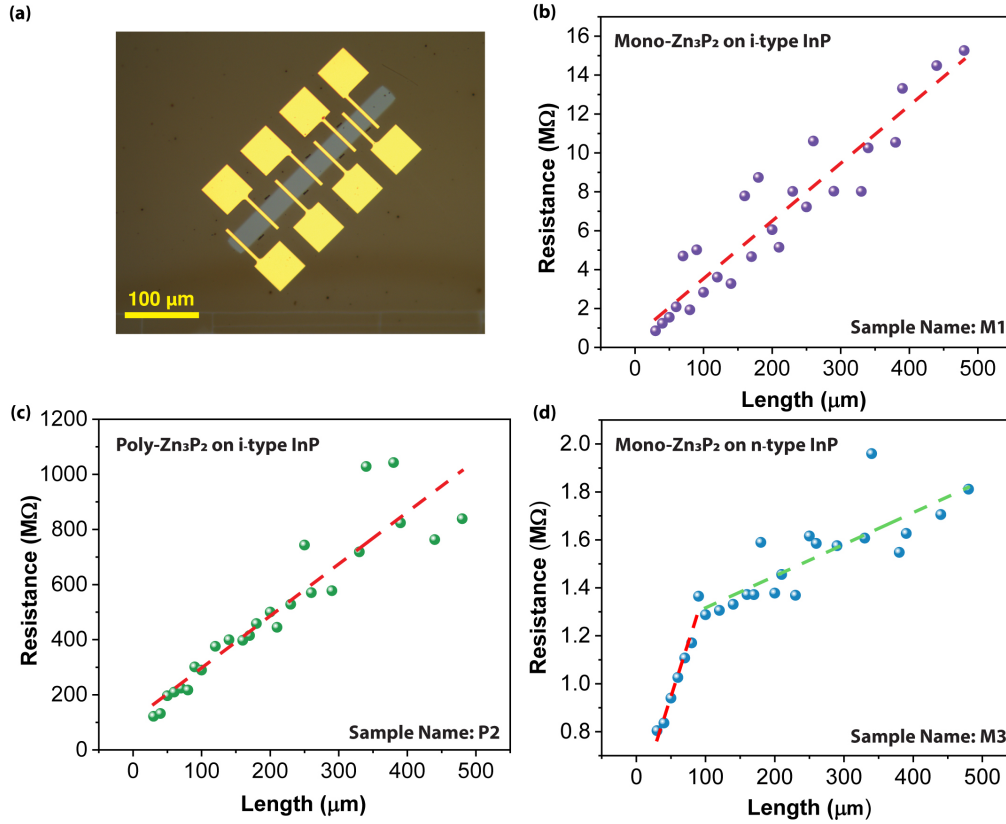 (a)
100 µm
(b)
Mono-Zn₃P₂ on i-type InP
Resistance (MΩ)
16
14
12
10
8
6
4
2
0
0 100 200 300 400 500
Length (μm)
Sample Name: M1
(c)
Poly-Zn₃P₂ on i-type InP
Resistance (MΩ)
1200
1000
800
600
400
200
0
0 100 200 300 400 500
Length (μm)
Sample Name: P2
(d)
Mono-Zn₃P₂ on n-type InP
Resistance (MΩ)
2.0
1.8
1.6
1.4
1.2
1.0
0.8
0 100 200 300 400 500
Length (μm)
Sample Name: M3